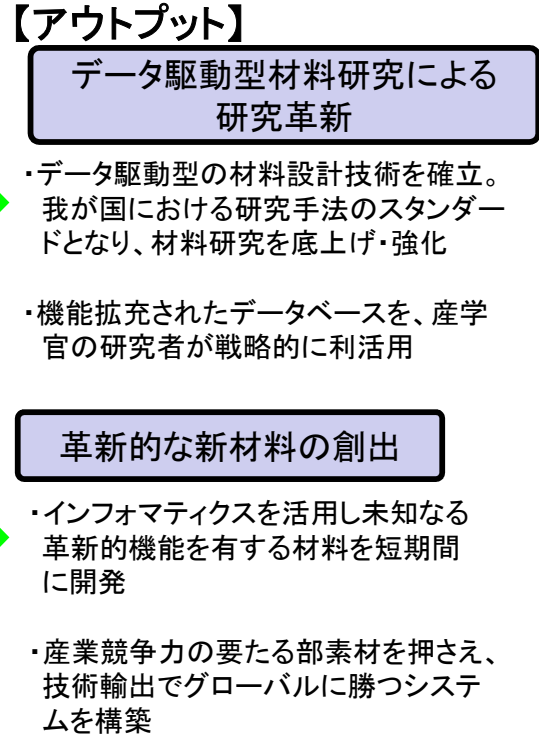 【アウトプット】
データ駆動型材料研究による
研究革新
・データ駆動型の材料設計技術を確立。
我が国における研究手法のスタンダー
ドとなり、材料研究を底上げ・強化
・機能拡充されたデータベースを、産学
官の研究者が戦略的に利活用
革新的な新材料の創出
・インフォマティクスを活用し未知なる
革新的機能を有する材料を短期間
に開発
・産業競争力の要たる部素材を押さえ、
技術輸出でグローバルに勝つシステ
ムを構築